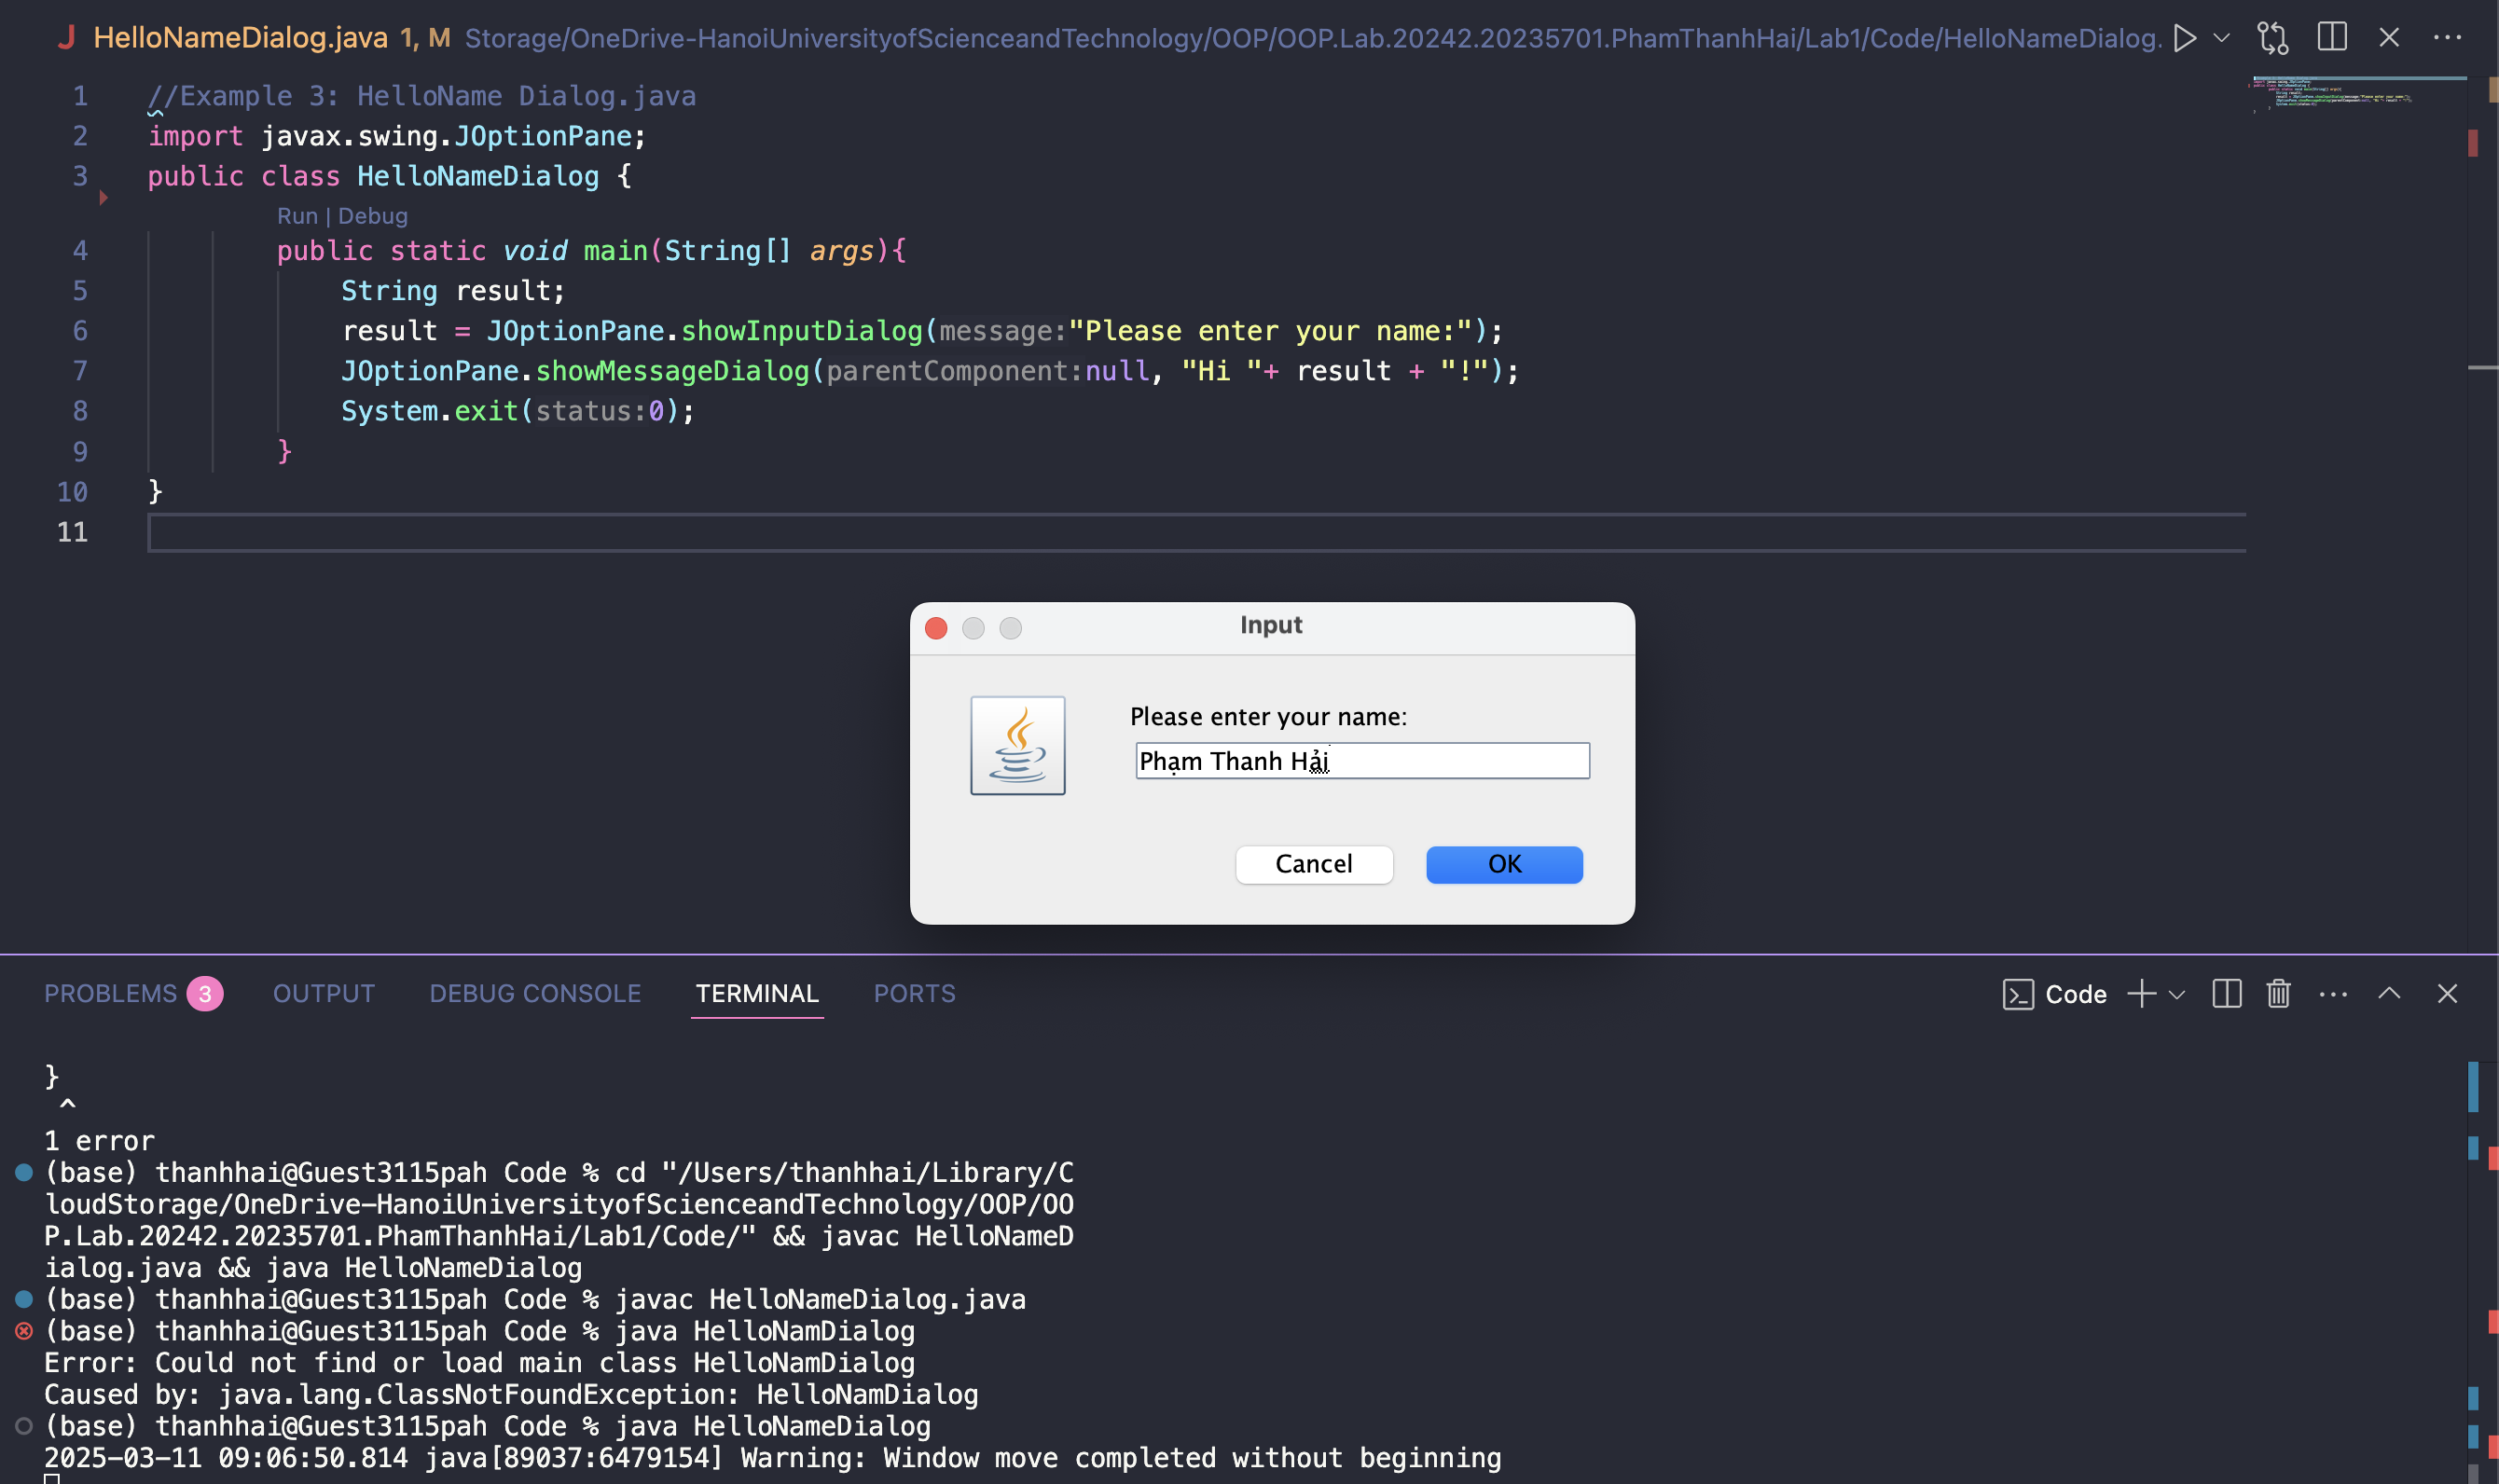 J HelloNameDialog.java 1, M Storage/OneDrive-HanoiUniversityofScienceandTechnology/OOP/OOP.Lab.20242.20235701.PhamThanhHai/Lab1/Code/HelloNameDialog.
1 //Example 3: HelloName Dialog.java
2 import javax.swing.JOptionPane;
3 public class HelloNameDialog {
Run | Debug
4 public static void main(String[] args){
5 String result;
6 result = JOptionPane.showInputDialog(message:"Please enter your name:");
7 JOptionPane.showMessageDialog(parentComponent:null, "Hi "+ result + "!");
8 System.exit(status:0);
9 }
10 }
11
Input
Please enter your name:
Phạm Thanh Hải
Cancel OK
PROBLEMS 3 OUTPUT DEBUG CONSOLE TERMINAL PORTS Code
}
^
1 error
(base) thanhhai@Guest3115pah Code % cd "/Users/thanhhai/Library/C
loudStorage/OneDrive-HanoiUniversityofScienceandTechnology/OOP/OO
P.Lab.20242.20235701.PhamThanhHai/Lab1/Code/" && javac HelloNameD
ialog.java && java HelloNameDialog
(base) thanhhai@Guest3115pah Code % javac HelloNameDialog.java
(base) thanhhai@Guest3115pah Code % java HelloNamDialog
Error: Could not find or load main class HelloNamDialog
Caused by: java.lang.ClassNotFoundException: HelloNamDialog
(base) thanhhai@Guest3115pah Code % java HelloNameDialog
2025-03-11 09:06:50.814 java[89037:6479154] Warning: Window move completed without beginning